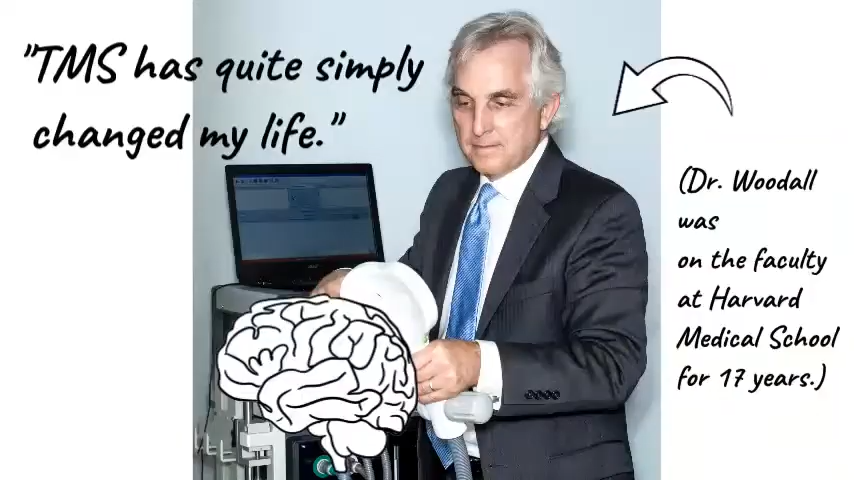 "TMS has quite simply
changed my life."
(Dr. Woodall
was
on the faculty
at Harvard
Medical School
for 17 years.)